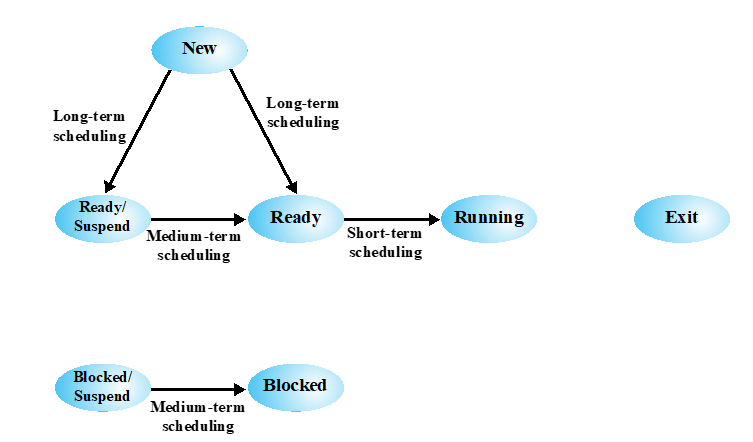 New
Long-term
scheduling
Long-term
scheduling
Ready/
Suspend
Medium-term
scheduling
Ready
Short-term
scheduling
Running
Exit
Blocked/
Suspend
Medium-term
scheduling
Blocked